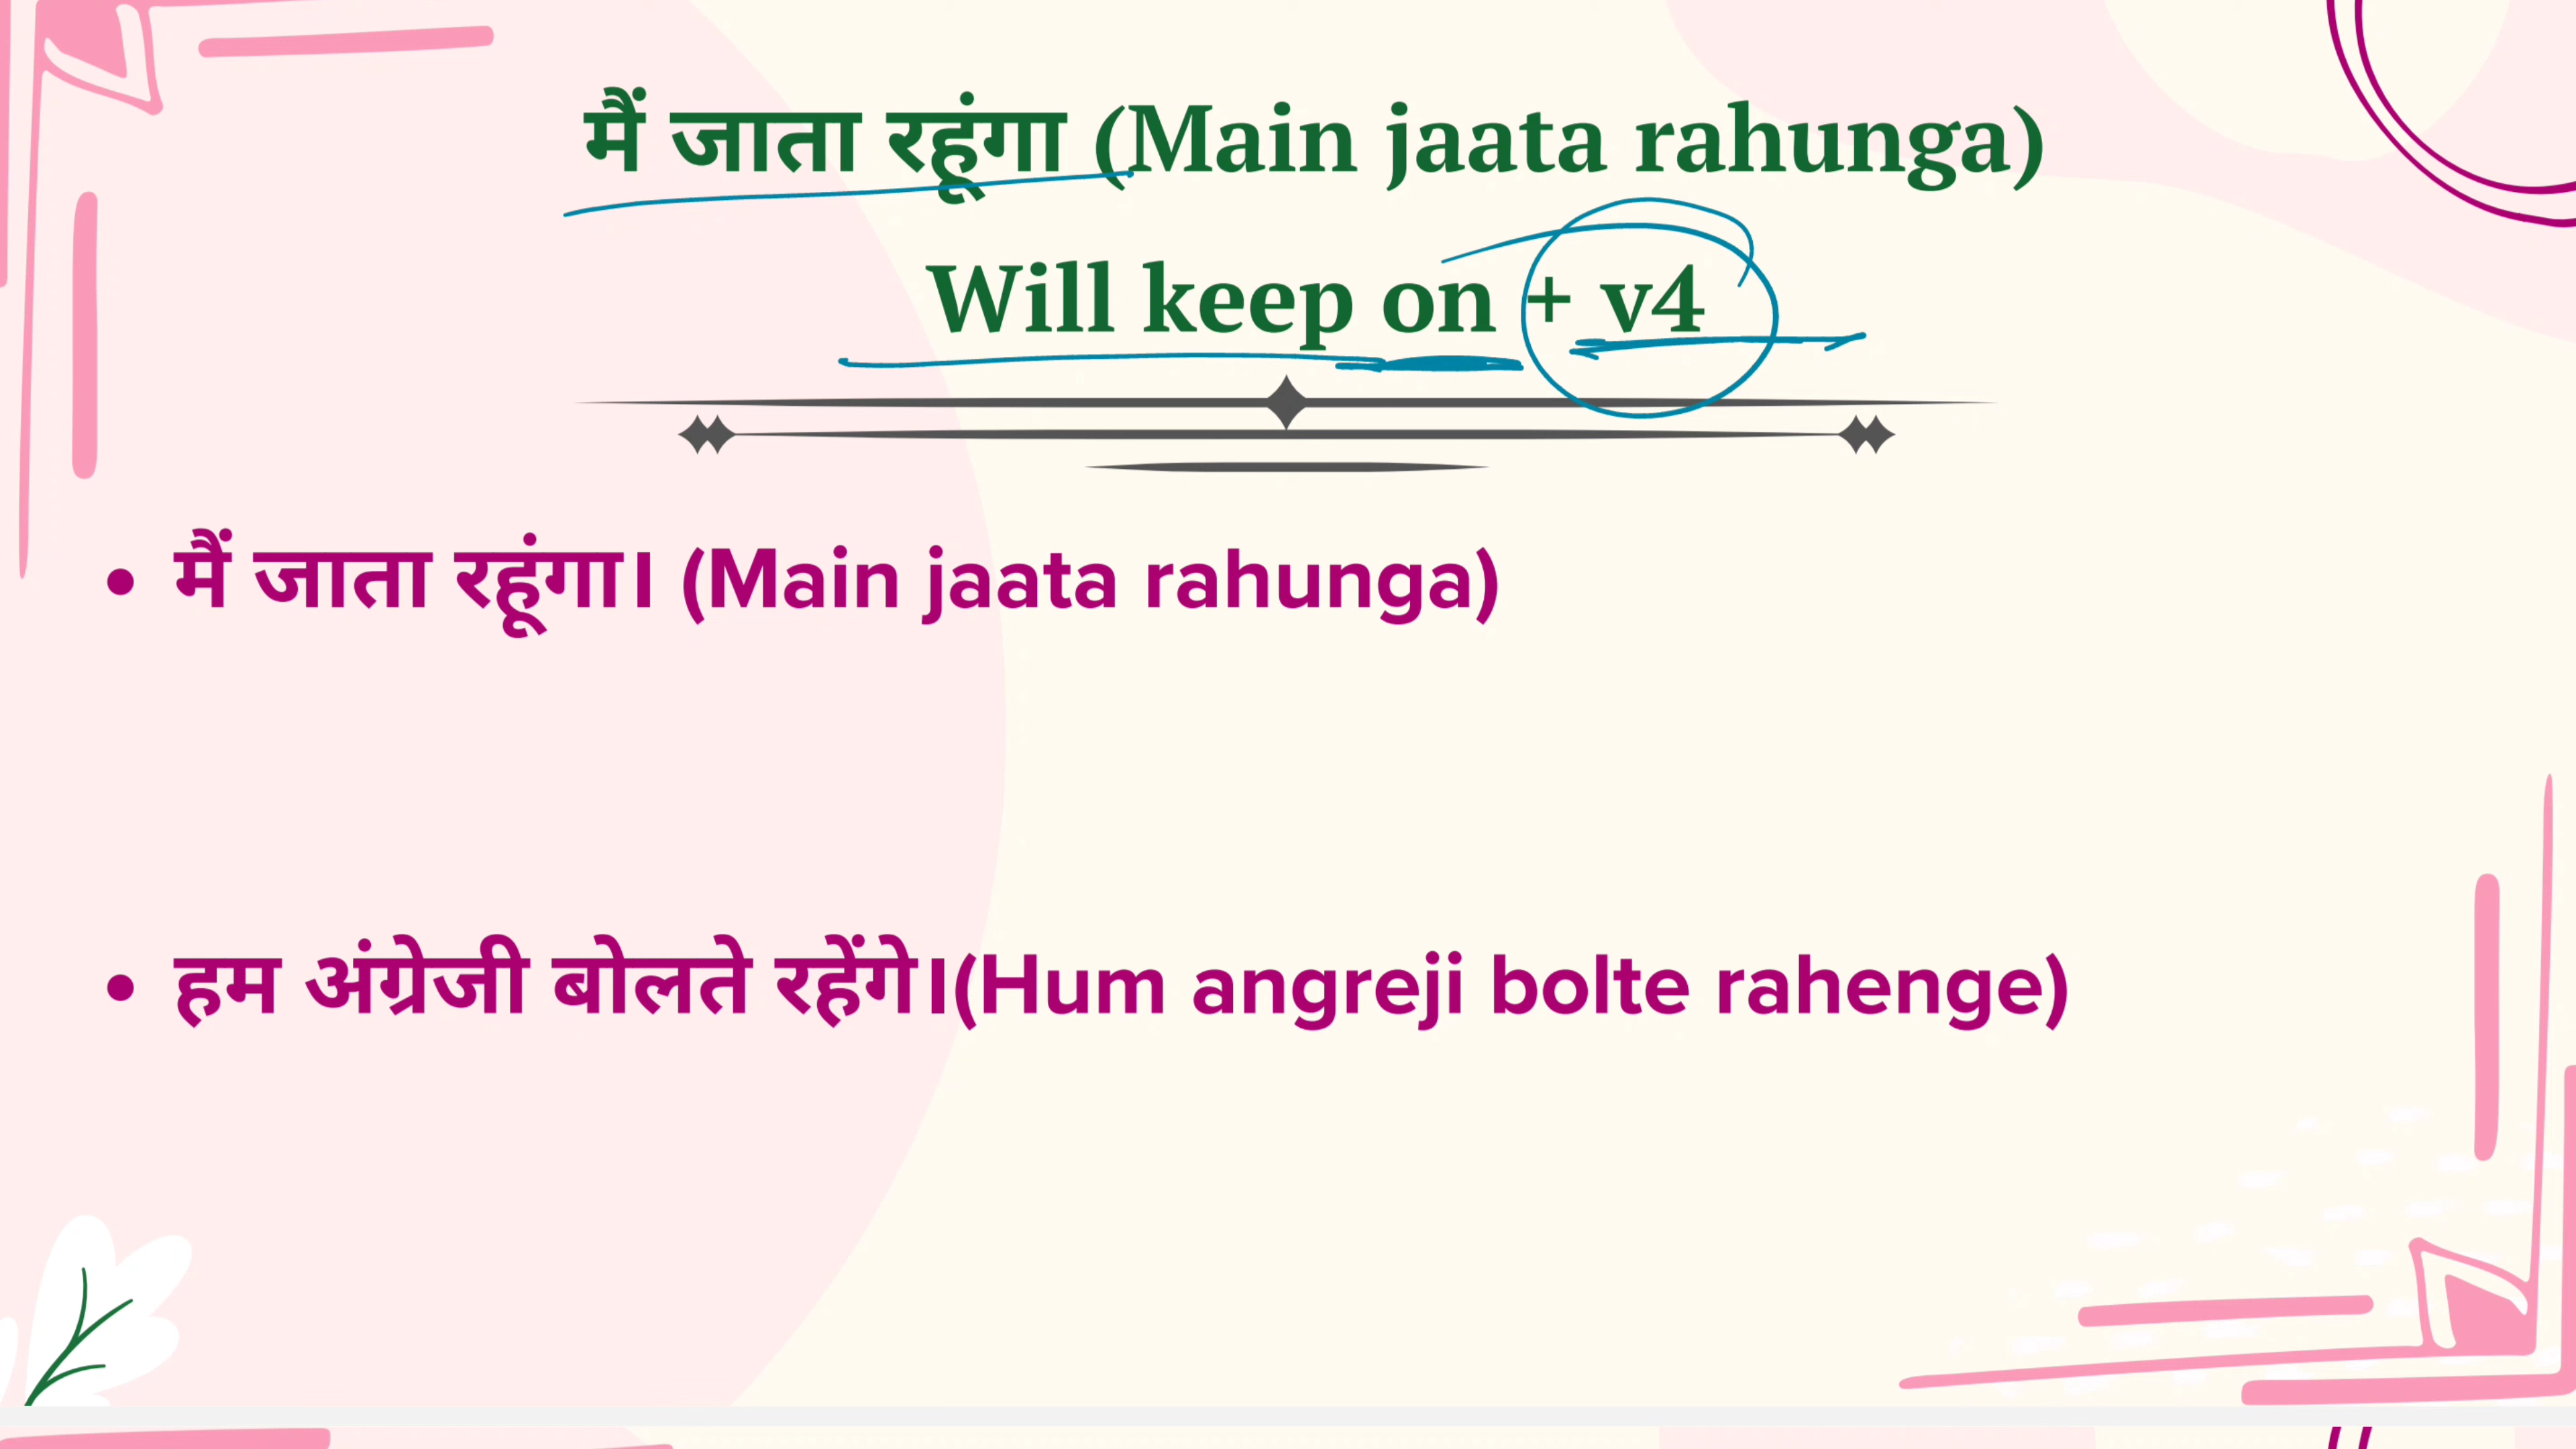 मैं जाता रहूंगा (Main jaata rahunga)
Will keep on + v4
• मैं जाता रहूंगा। (Main jaata rahunga)
• हम अंग्रेजी बोलते रहेंगे।(Hum angreji bolte rahenge)